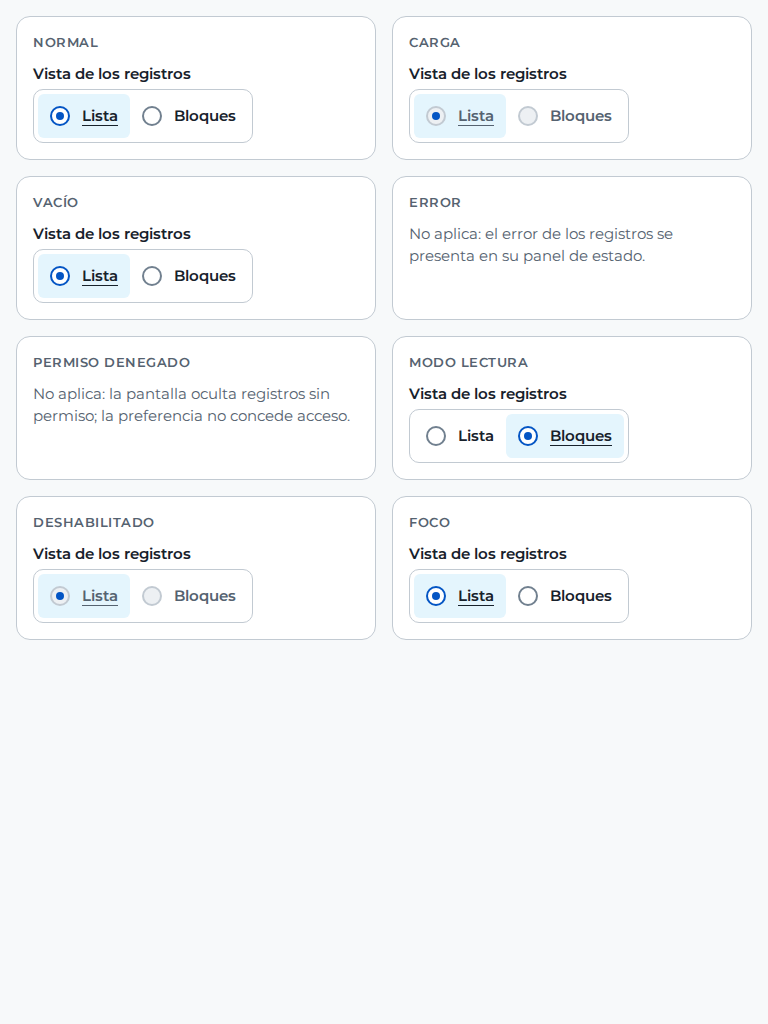 NORMAL
Vista de los registros
Lista Bloques
CARGA
Vista de los registros
Lista Bloques
VACÍO
Vista de los registros
Lista Bloques
ERROR
No aplica: el error de los registros se
presenta en su panel de estado.
PERMISO DENEGADO
No aplica: la pantalla oculta registros sin
permiso; la preferencia no concede acceso.
MODO LECTURA
Vista de los registros
Lista Bloques
DESHABILITADO
Vista de los registros
Lista Bloques
FOCO
Vista de los registros
Lista Bloques